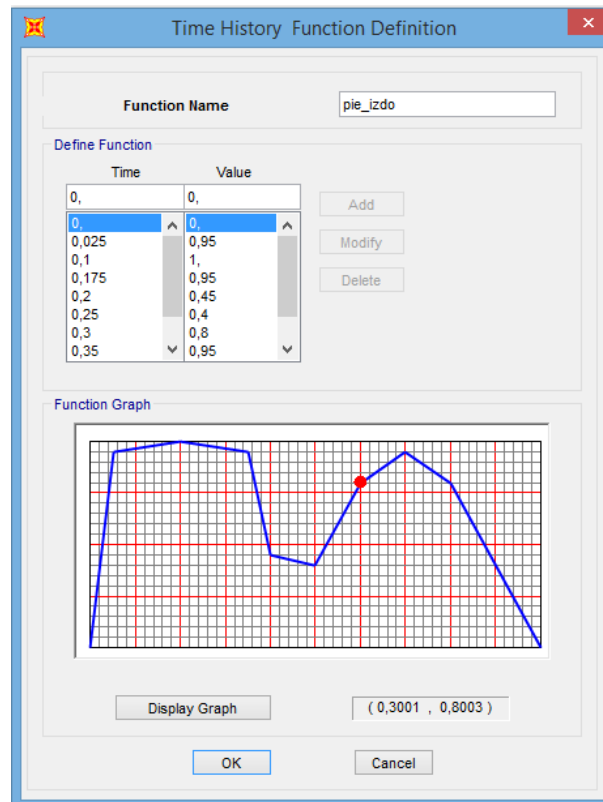 Time History Function Definition
×
Function Name
pie_izdo
Define Function
Time Value
0, 0,
Add
0, 0,
0,025 0,95
0,1 1,
Modify
0,175 0,95
0,2 0,45
Delete
0,25 0,4
0,3 0,8
0,35 0,95
Function Graph
Display Graph
( 0,3001 , 0,8003 )
OK
Cancel